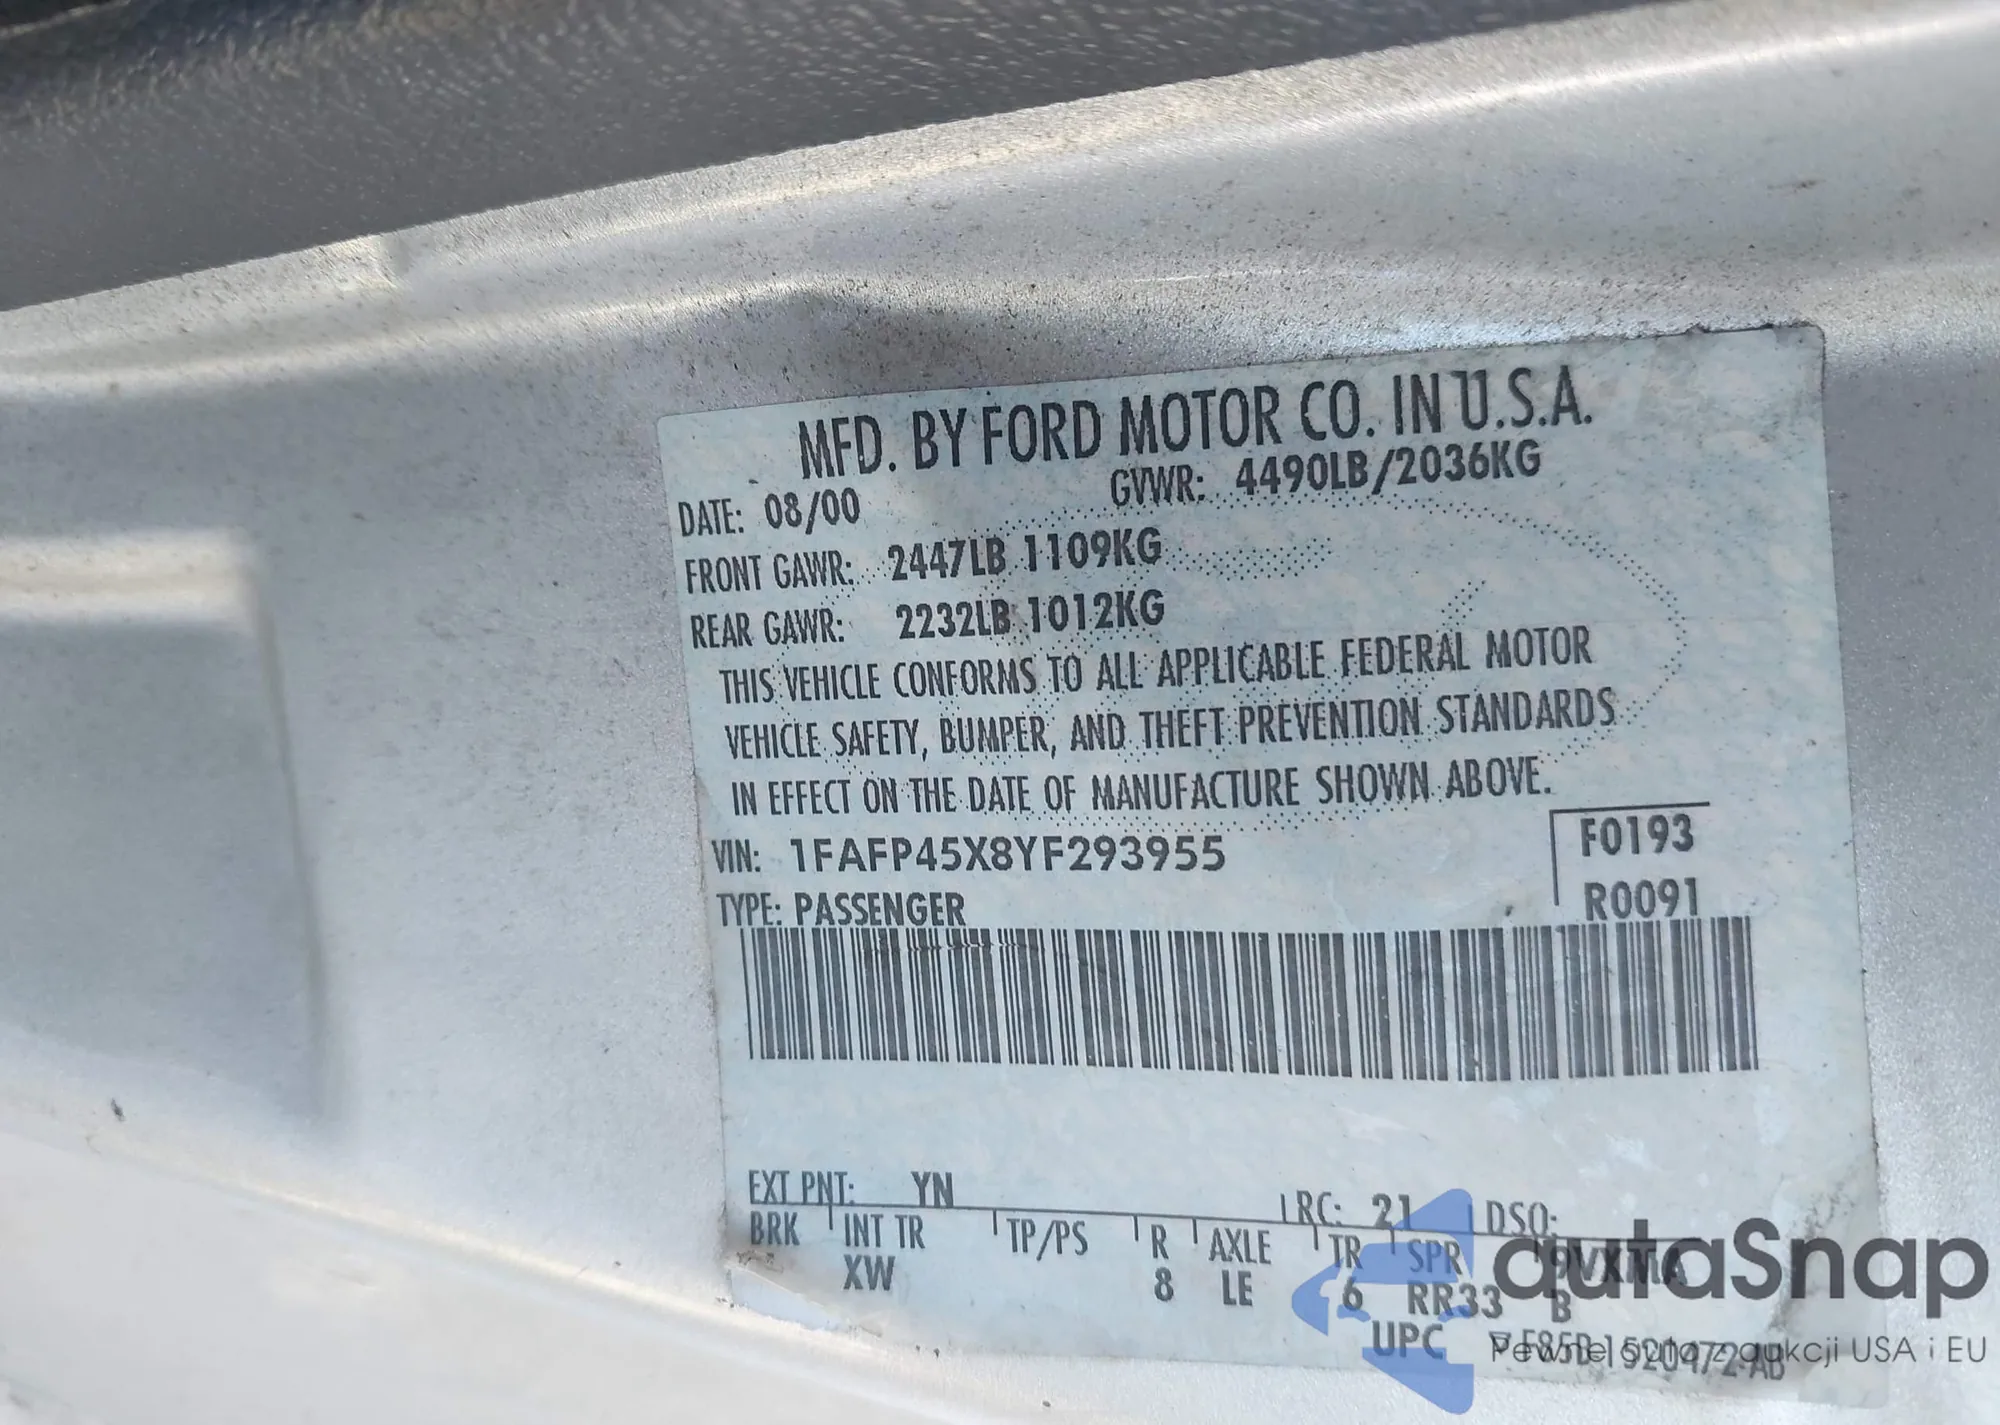 MFD. BY FORD MOTOR CO. IN U.S.A.
DATE: 08/00 GVWR: 4490LB/2036KG
FRONT GAWR: 2447LB 1109KG
REAR GAWR: 2232LB 1012KG
THIS VEHICLE CONFORMS TO ALL APPLICABLE FEDERAL MOTOR
VEHICLE SAFETY, BUMPER, AND THEFT PREVENTION STANDARDS
IN EFFECT ON THE DATE OF MANUFACTURE SHOWN ABOVE.
VIN: 1FAFP45X8YF293955 F0193
TYPE: PASSENGER R0091
EXT PNT: YN RC: 21 DSO:
BRK INT TR TP/PS R AXLE TR SPR 9VXMA
XW 8 LE 6 RR33 B
UPC
autaSnap
Pewne auta z aukcji USA i EU